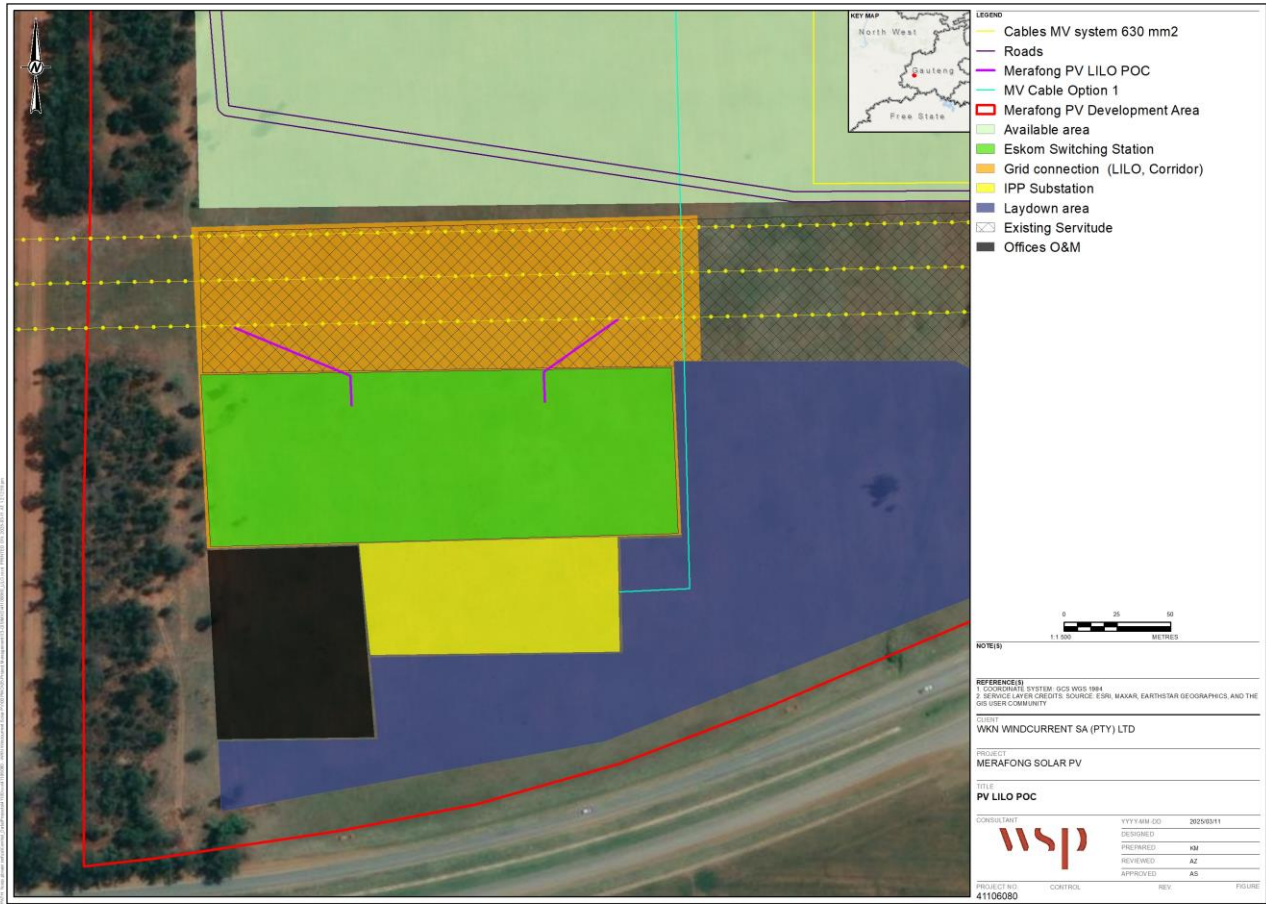 N
KEY MAP
North West
Gauteng
Free State
LEGEND
Cables MV system 630 mm2
Roads
Merafong PV LILO POC
MV Cable Option 1
Merafong PV Development Area
Available area
Eskom Switching Station
Grid connection (LILO, Corridor)
IPP Substation
Laydown area
Existing Servitude
Offices O&M
0 25 50
1:1 500 METRES
NOTE(S)
REFERENCE(S)
1. COORDINATE SYSTEM: GCS WGS 1984
2. SERVICE LAYER CREDITS: SOURCE: ESRI, MAXAR, EARTHSTAR GEOGRAPHICS, AND THE
GIS USER COMMUNITY
CLIENT
WKN WINDCURRENT SA (PTY) LTD
PROJECT
MERAFONG SOLAR PV
TITLE
PV LILO POC
CONSULTANT
wsp
YYYY-MM-DD 2025/03/11
DESIGNED
PREPARED KM
REVIEWED AZ
APPROVED AS
PROJECT NO. CONTROL REV. FIGURE
41106080